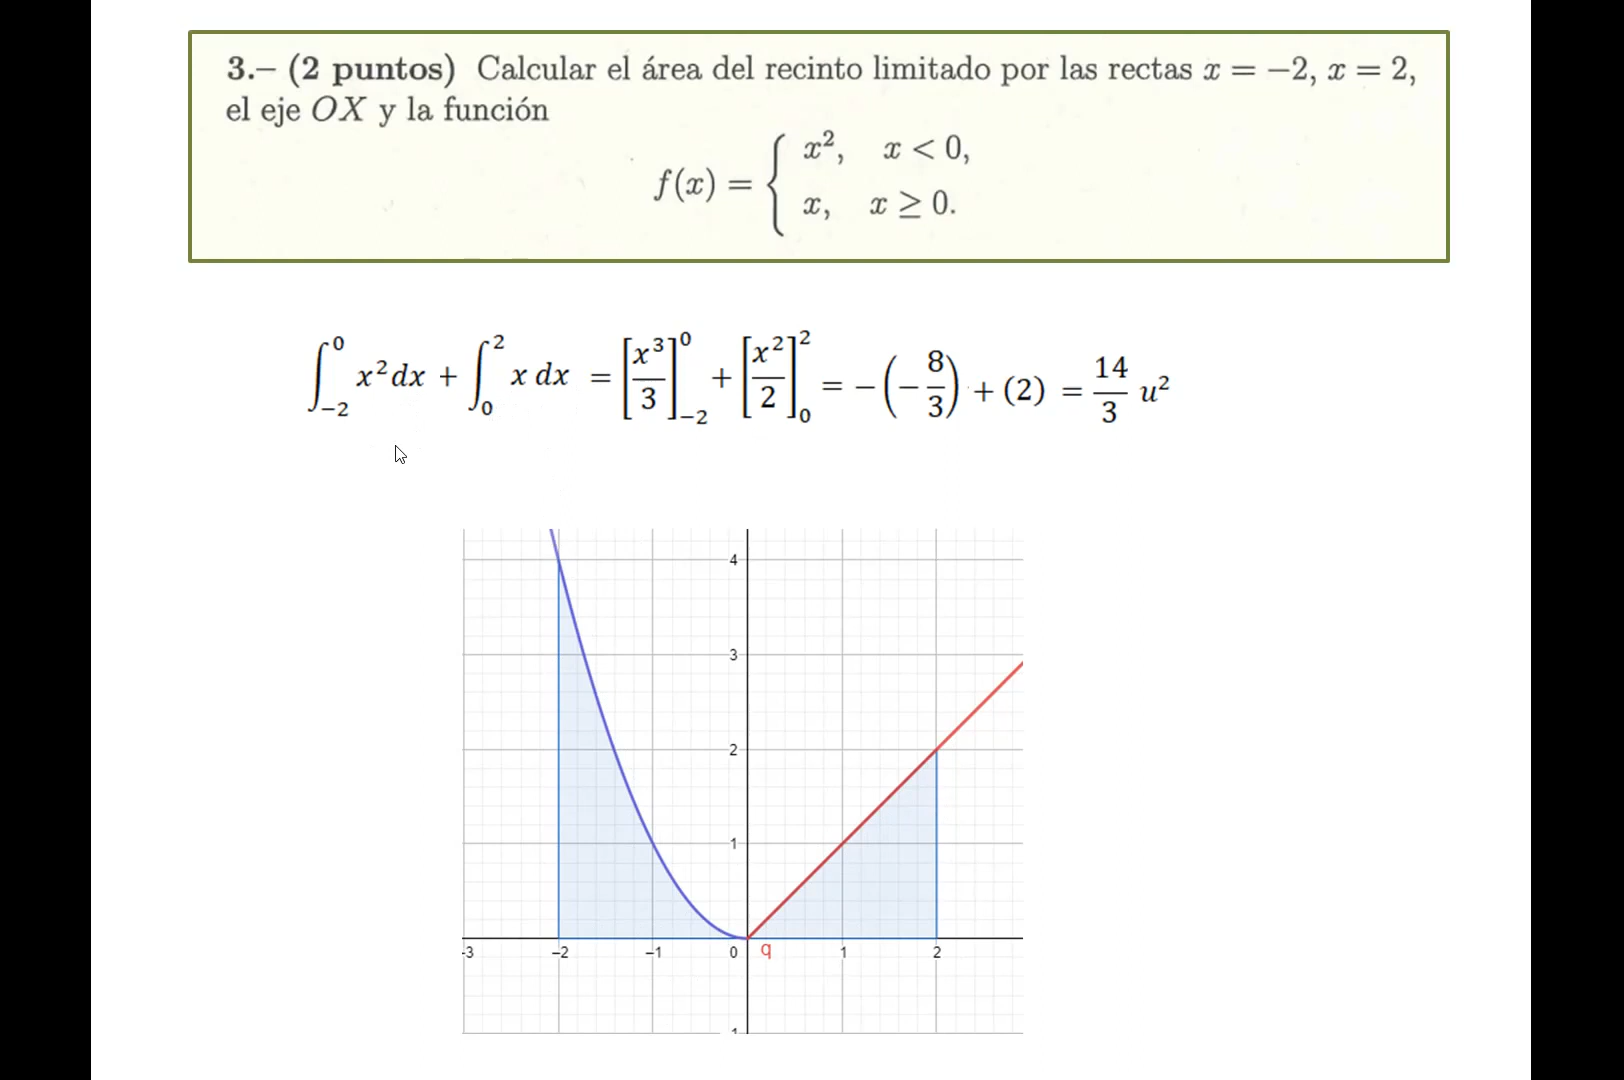 3.– (2 puntos) Calcular el área del recinto limitado por las rectas x = −2, x = 2,
el eje OX y la función
f(x) = { x², x < 0,
x, x ≥ 0.
∫₋₂⁰ x² dx + ∫₀² x dx = [x³/3]₋₂⁰ + [x²/2]₀² = −(−8/3) + (2) = 14/3 u²
4
3
2
1
-3 −2 −1 0 q 1 2